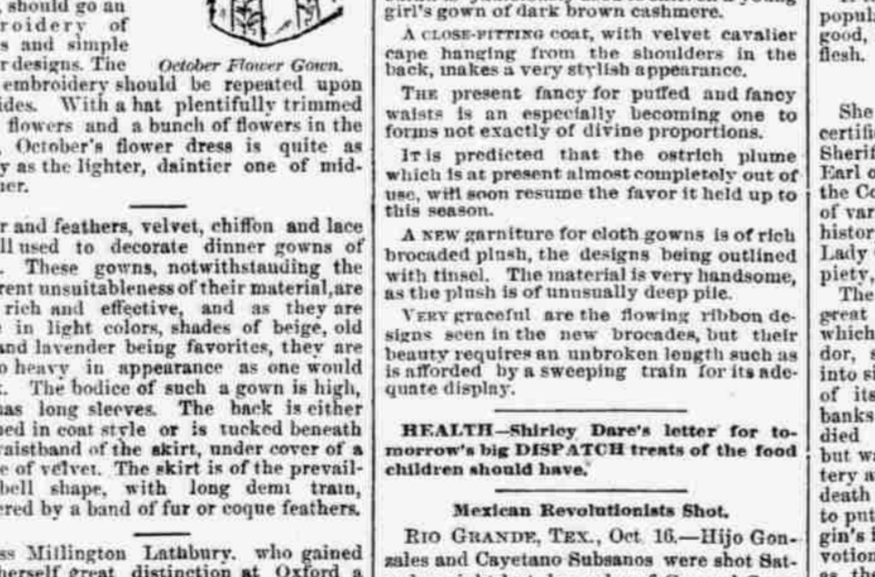 should go an
of
s and simple
designs. The
October Flower Gown.
embroidery should be repeated upon
ides. With a hat plentifully trimmed
flowers and a bunch of flowers in the
October's flower dress is quite as
y as the lighter, daintier one of mid-
er.
r and feathers, velvet, chiffon and lace
ll used to decorate dinner gowns of
These gowns, notwithstanding the
rent unsuitableness of their material, are
rich and effective, and as they are
in light colors, shades of beige, old
and lavender being favorites, they are
o heavy in appearance as one would
The bodice of such a gown is high,
has long sleeves. The back is either
ed in coat style or is tucked beneath
waistband of the skirt, under cover of a
e of velvet. The skirt is of the prevail-
bell shape, with long demi train,
ered by a band of fur or coque feathers.
ss Millington Lathbury. who gained
herself great distinction at Oxford a
girl's gown of dark brown cashmere.
A CLOSE-FITTING coat, with velvet cavalier
cape hanging from the shoulders in the
back, makes a very stylish appearance.
THE present fancy for puffed and fancy
waists is an especially becoming one to
forms not exactly of divine proportions.
IT is predicted that the ostrich plume
which is at present almost completely out of
use, will soon resume the favor it held up to
this season.
A NEW garniture for cloth gowns is of rich
brocaded plush, the designs being outlined
with tinsel. The material is very handsome,
as the plush is of unusually deep pile.
VERY graceful are the flowing ribbon de-
signs seen in the new brocades, but their
beauty requires an unbroken length such as
is afforded by a sweeping train for its ade-
quate display.
HEALTH—Shirley Dare's letter for to-
morrow's big DISPATCH treats of the food
children should have.
Mexican Revolutionists Shot.
RIO GRANDE, TEX., Oct. 16.—Hijo Gon-
zales and Cayetano Subsanos were shot Sat-
popul
good,
flesh.
She
certifi
Sherif
Earl o
the Co
of var
histor
Lady
piety,
The
great
which
dor, s
into si
of its
banks
died
but wa
tery a
death
to put
gin's i
votion
as the